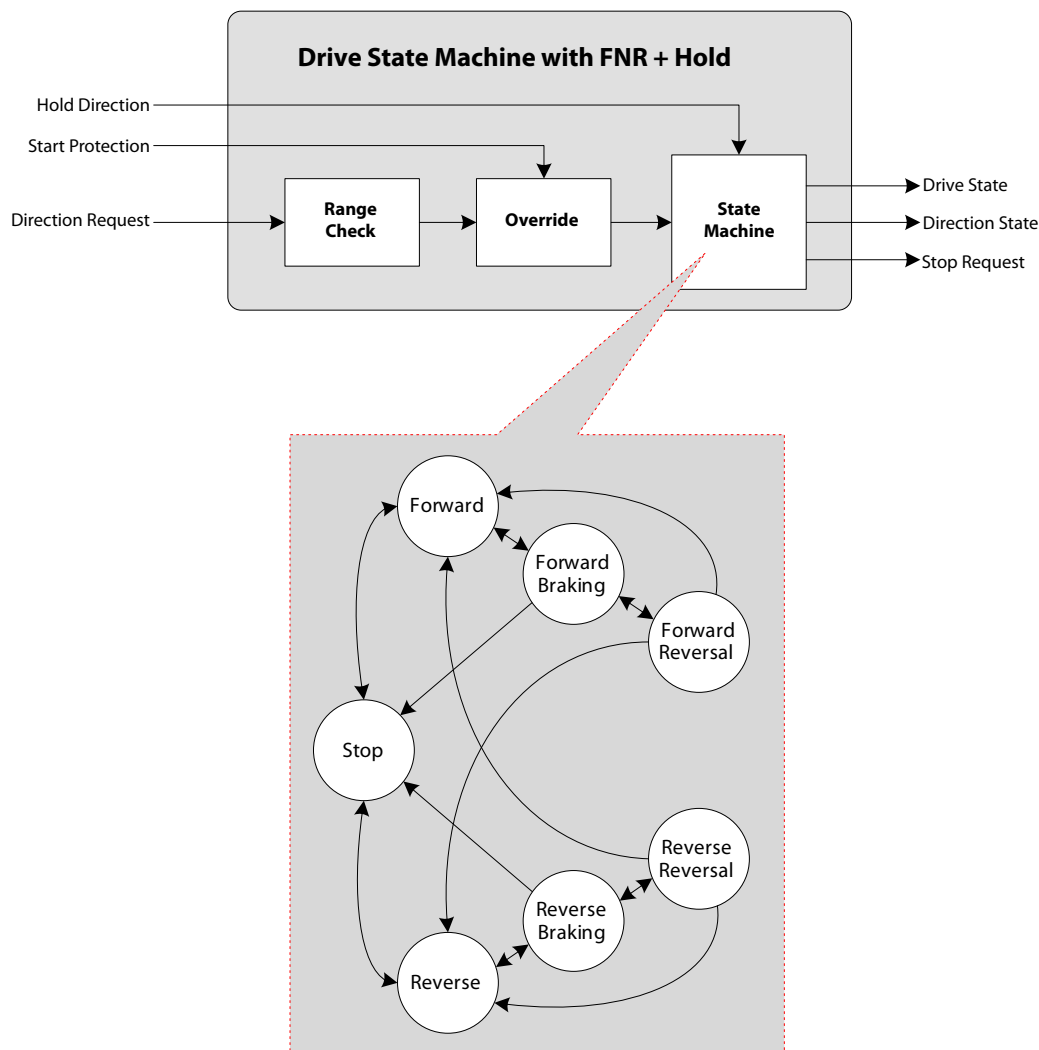 Drive State Machine with FNR + Hold
Hold Direction
Start Protection
Direction Request
Range
Check
Override
State
Machine
Drive State
Direction State
Stop Request
Forward
Forward
Braking
Forward
Reversal
Stop
Reverse
Reversal
Reverse
Braking
Reverse